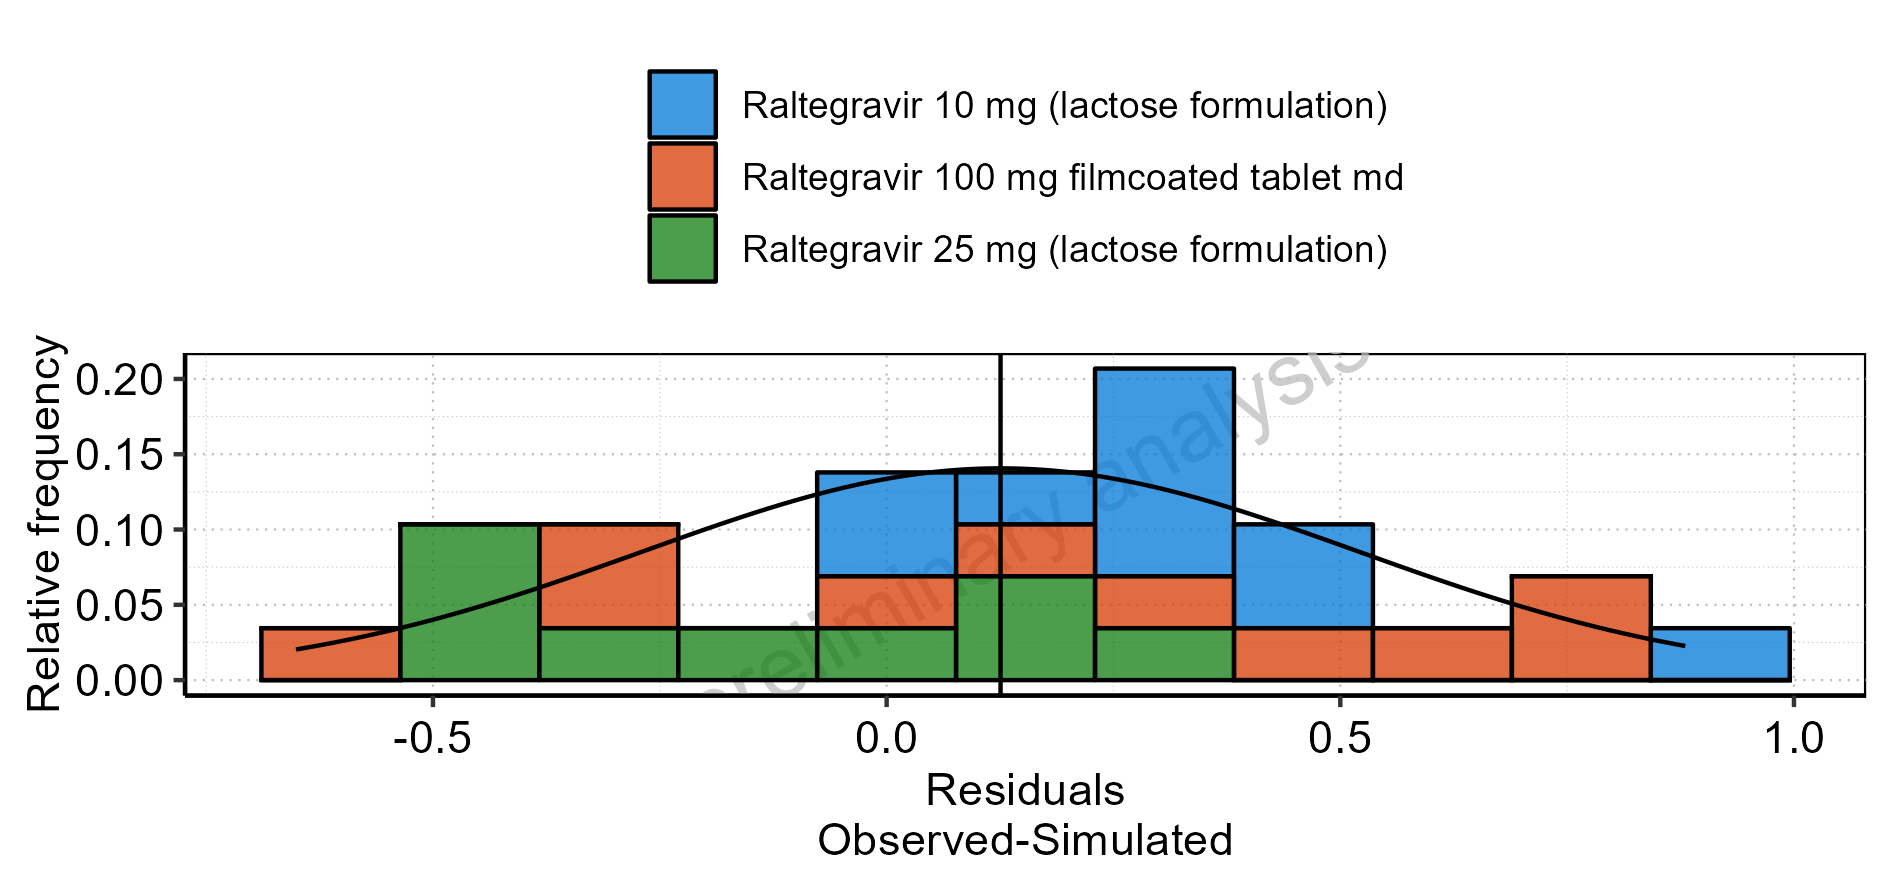 Raltegravir 10 mg (lactose formulation)
Raltegravir 100 mg filmcoated tablet md
Raltegravir 25 mg (lactose formulation)
Relative frequency
0.20
0.15
0.10
0.05
0.00
preliminary analysis
-0.5
0.0
0.5
1.0
Residuals
Observed-Simulated